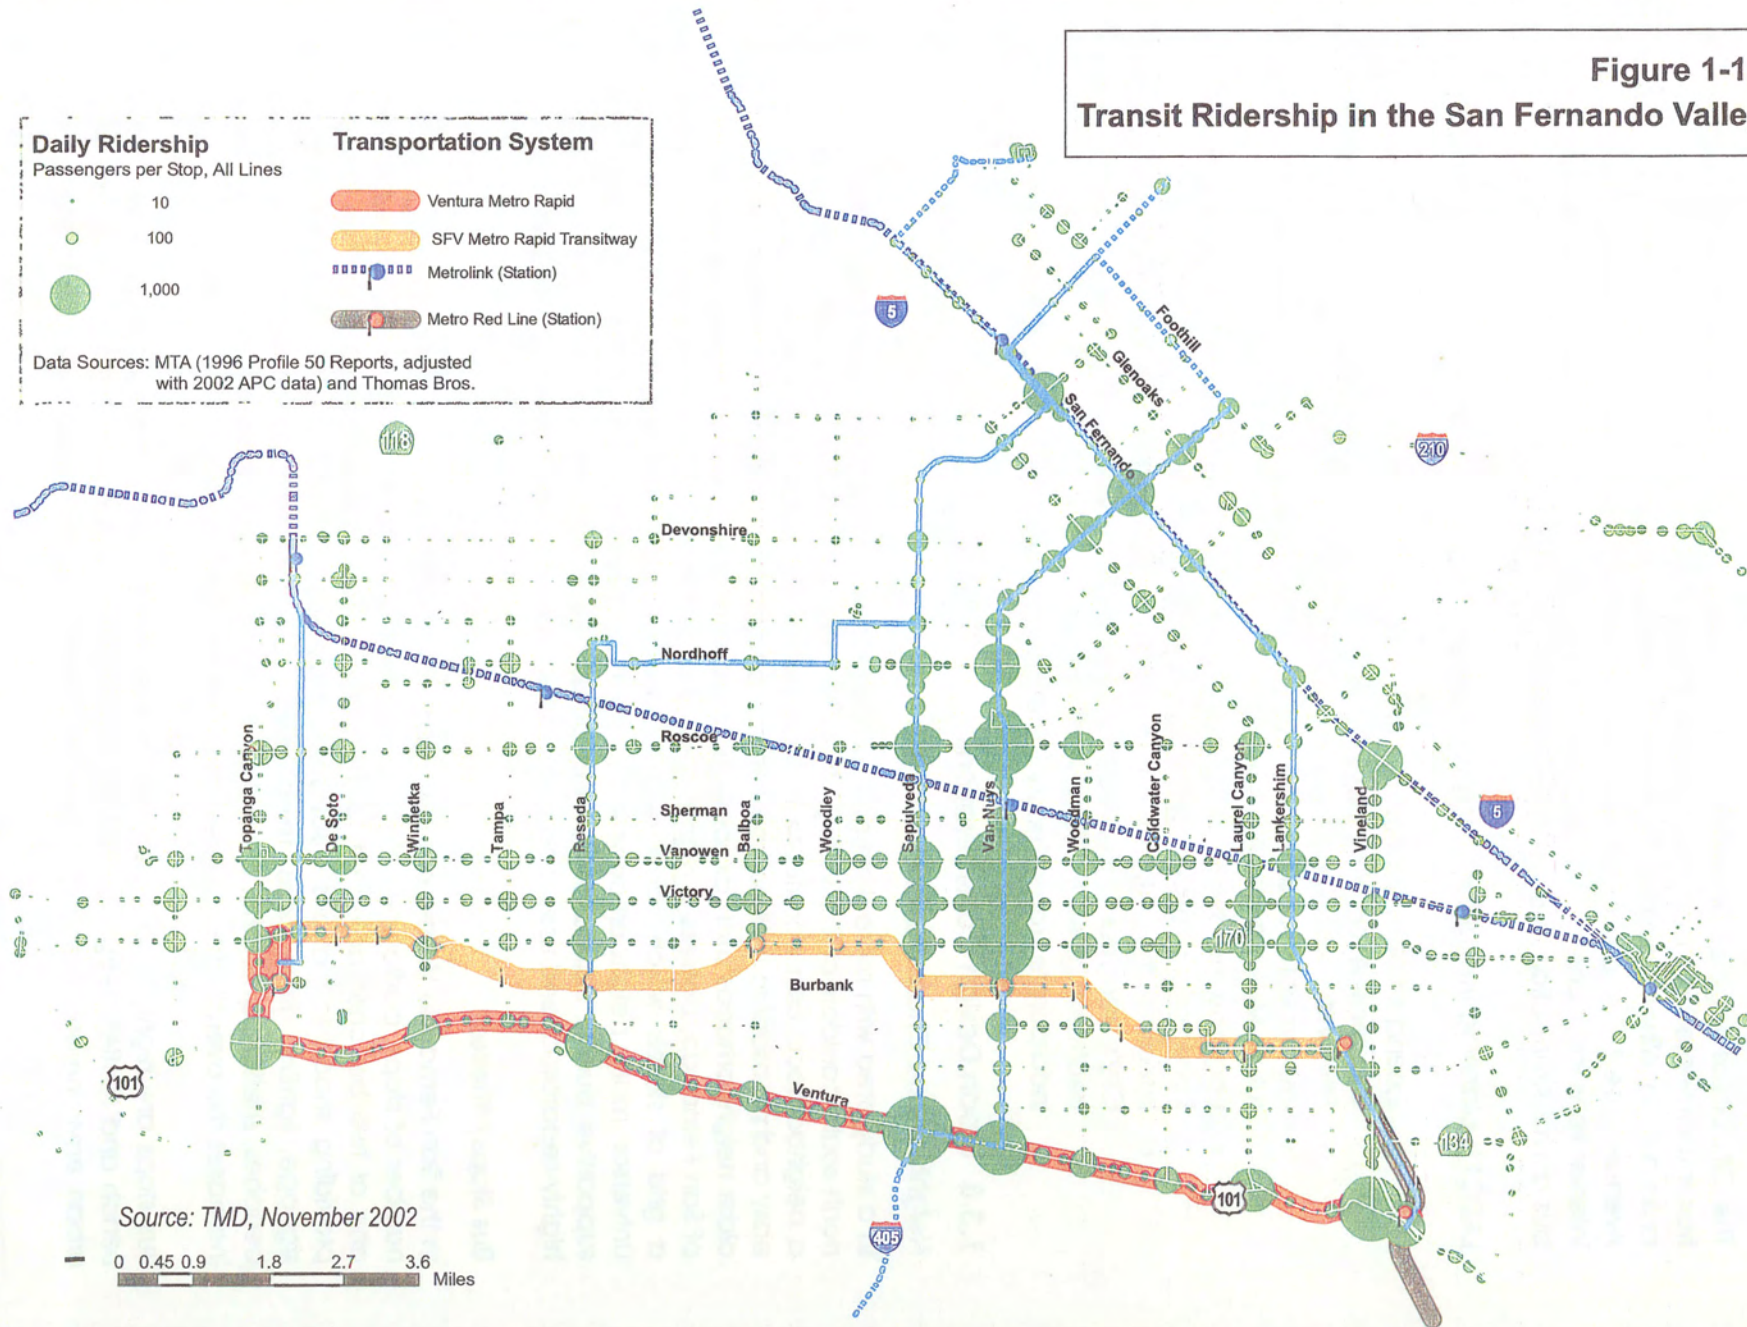 Figure 1-1
Transit Ridership in the San Fernando Valle
Daily Ridership
Passengers per Stop, All Lines
10
100
1,000
Transportation System
Ventura Metro Rapid
SFV Metro Rapid Transitway
Metrolink (Station)
Metro Red Line (Station)
Data Sources: MTA (1996 Profile 50 Reports, adjusted
with 2002 APC data) and Thomas Bros.
5
Foothill
Glenoaks
San Fernando
118
210
Devonshire
Nordhoff
Roscoe
Topanga Canyon
De Soto
Winnetka
Tampa
Reseda
Sherman
Vanowen
Victory
Balboa
Woodley
Sepulveda
Van Nuys
Woodman
Coldwater Canyon
Laurel Canyon
Lankershim
Vineland
5
170
Burbank
101
Ventura
134
101
405
Source: TMD, November 2002
0 0.45 0.9 1.8 2.7 3.6
Miles